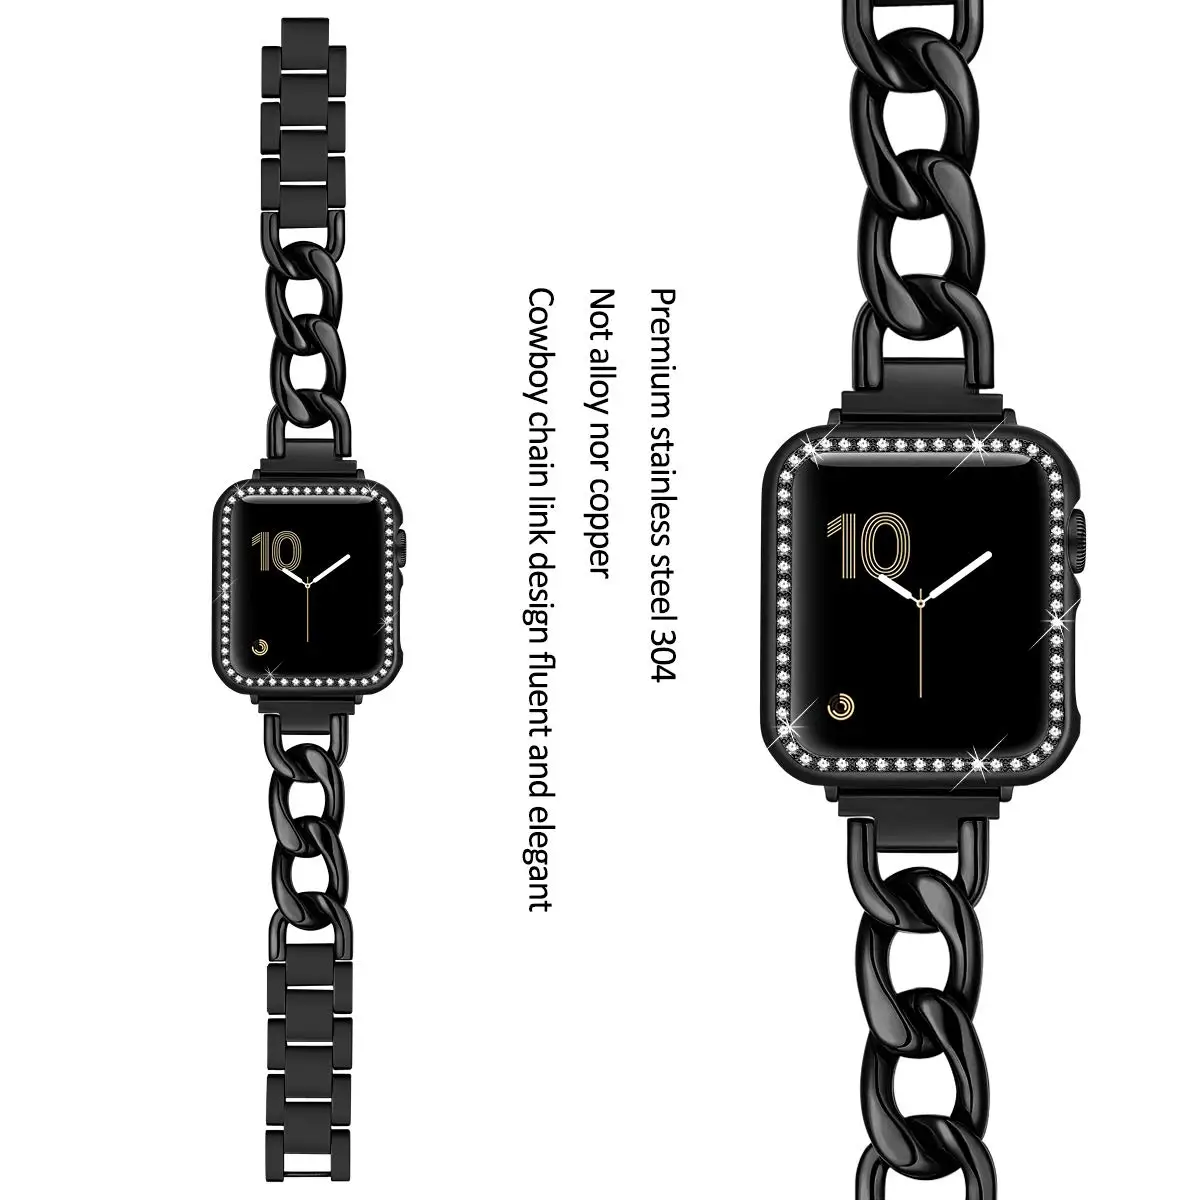 Premium stainless steel 304
Not alloy nor copper
Cowboy chain link design fluent and elegant
10
10